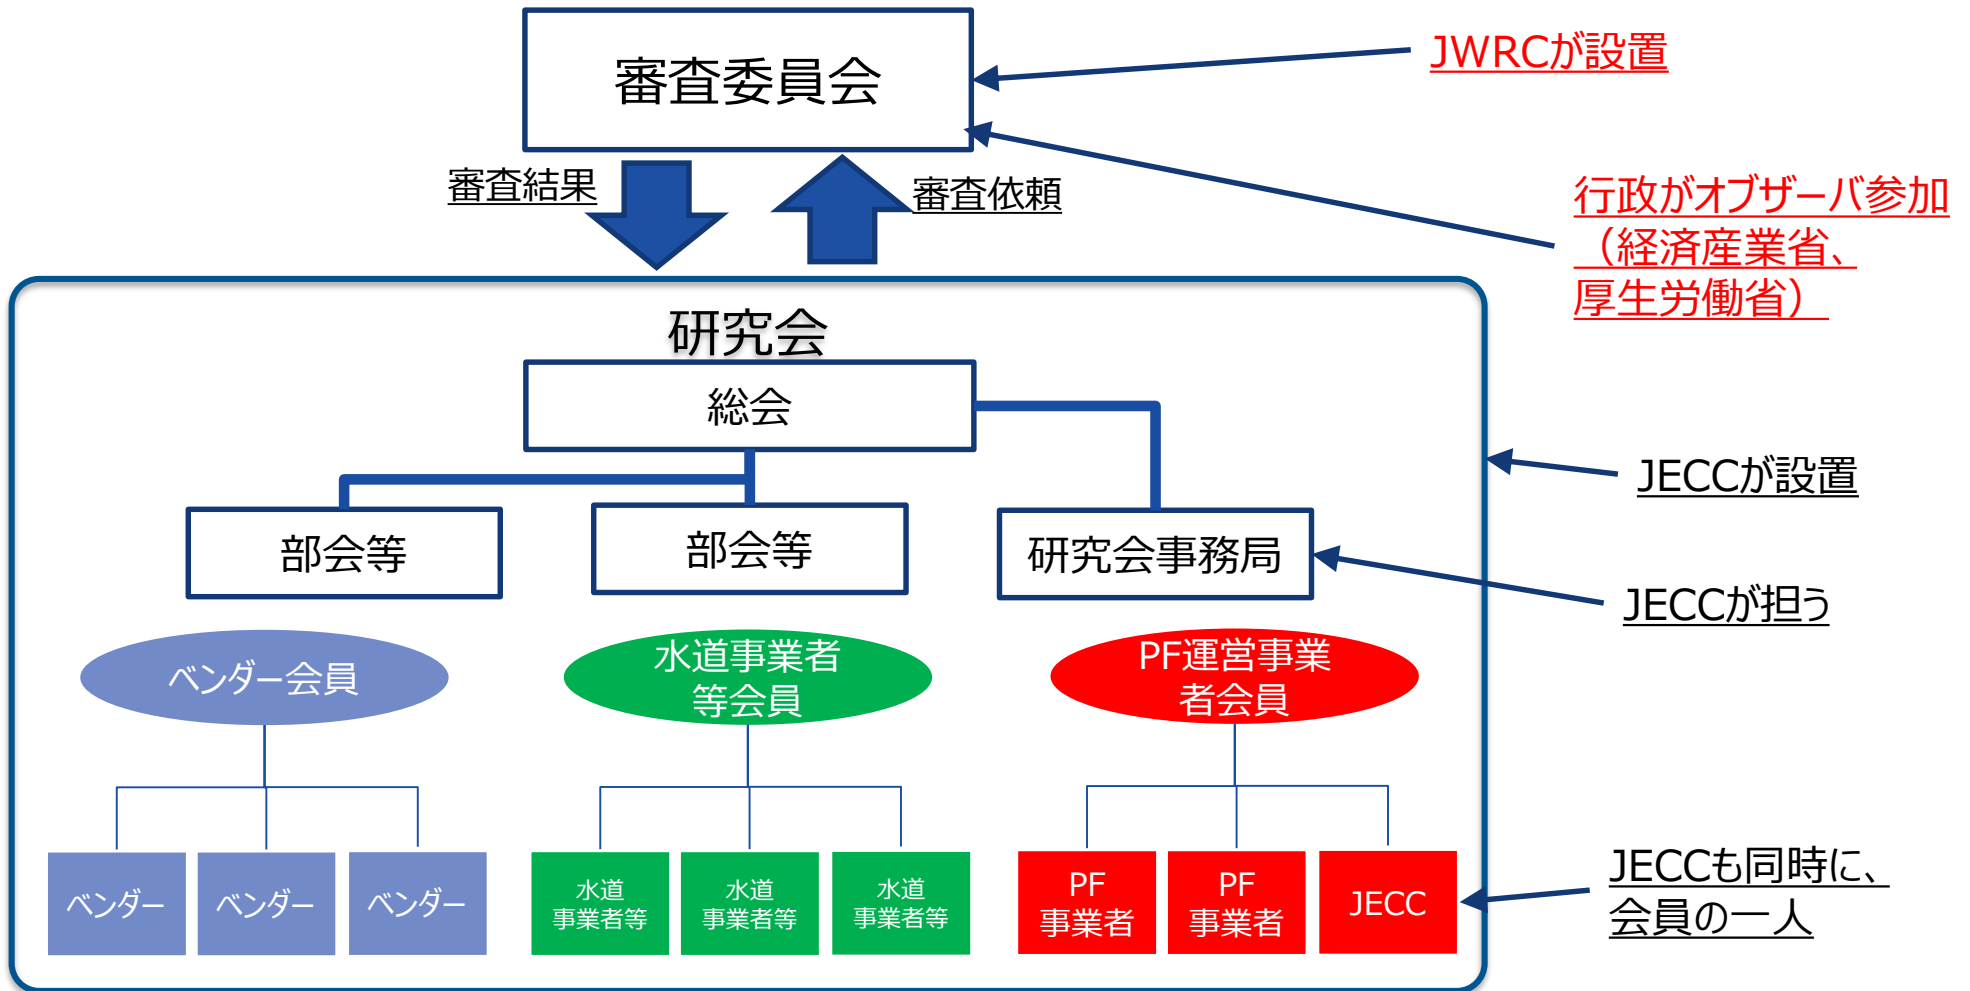 審査委員会
JWRCが設置
審査結果
審査依頼
行政がオブザーバ参加
（経済産業省、
厚生労働省）
研究会
総会
JECCが設置
部会等
部会等
研究会事務局
JECCが担う
ベンダー会員
水道事業者
等会員
PF運営事業
者会員
ベンダー
ベンダー
ベンダー
水道
事業者等
水道
事業者等
水道
事業者等
PF
事業者
PF
事業者
JECC
JECCも同時に、
会員の一人